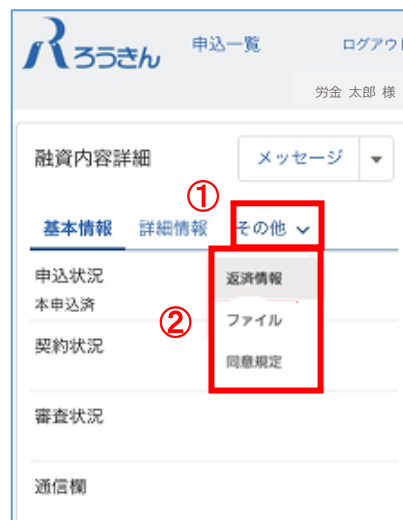 ろうきん 申込一覧 ログアウ
労金 太郎 様
融資内容詳細 メッセージ
①
基本情報 詳細情報 その他
申込状況 返済情報
本申込済
② ファイル
契約状況
同意規定
審査状況
通信欄